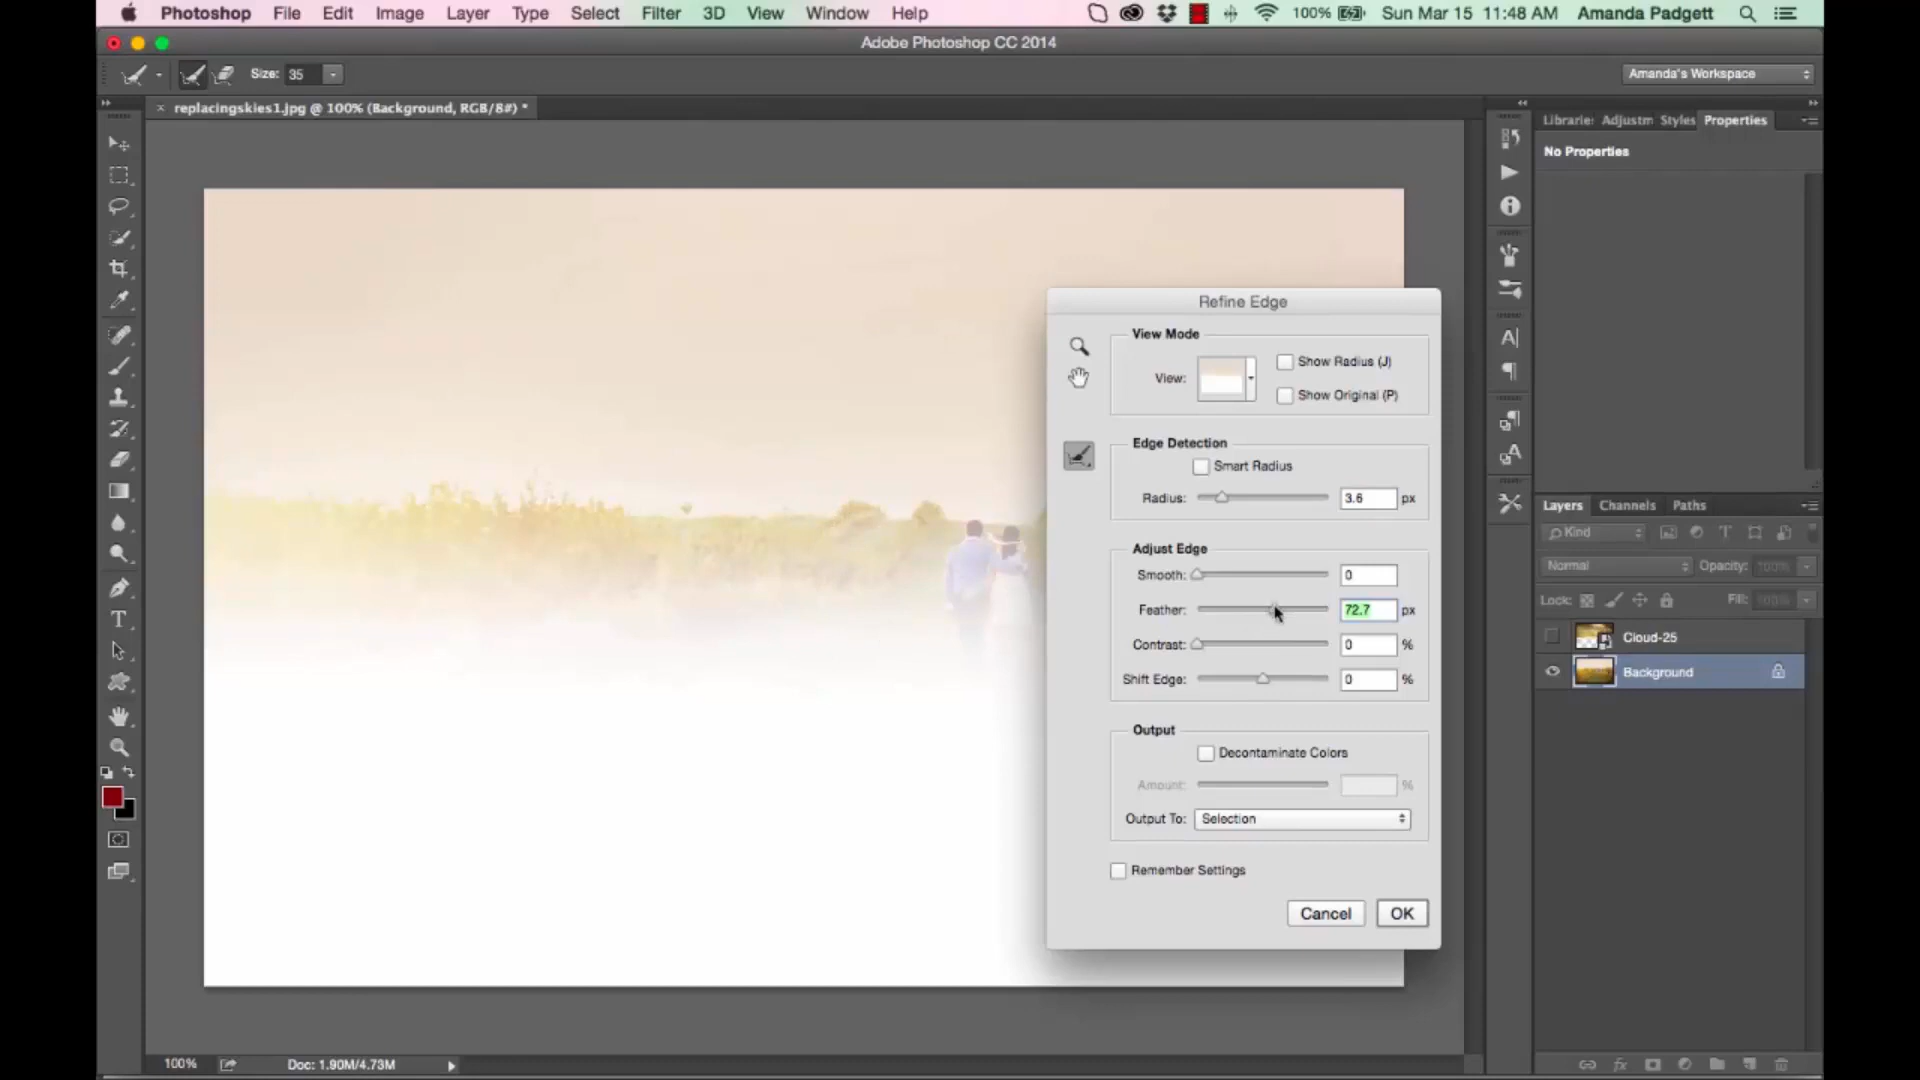 Photoshop File Edit Image Layer Type Select Filter 3D View Window Help 100% Sun Mar 15 11:48 AM Amanda Padgett
Adobe Photoshop CC 2014
Size: 35 Amanda's Workspace
× replacingskies1.jpg @ 100% (Background, RGB/8#) *
Librarie: Adjustm Styles Properties
No Properties
Refine Edge
View Mode
View:
Show Radius (J)
Show Original (P)
Edge Detection
Smart Radius
Radius: 3.6 px
Adjust Edge
Smooth: 0
Feather: 72.7 px
Contrast: 0 %
Shift Edge: 0 %
Output
Decontaminate Colors
Amount: %
Output To: Selection
Remember Settings
Cancel OK
Layers Channels Paths
Kind
Normal Opacity: 100%
Lock: Fill: 100%
Cloud-25
Background
100% Doc: 1.90M/4.73M